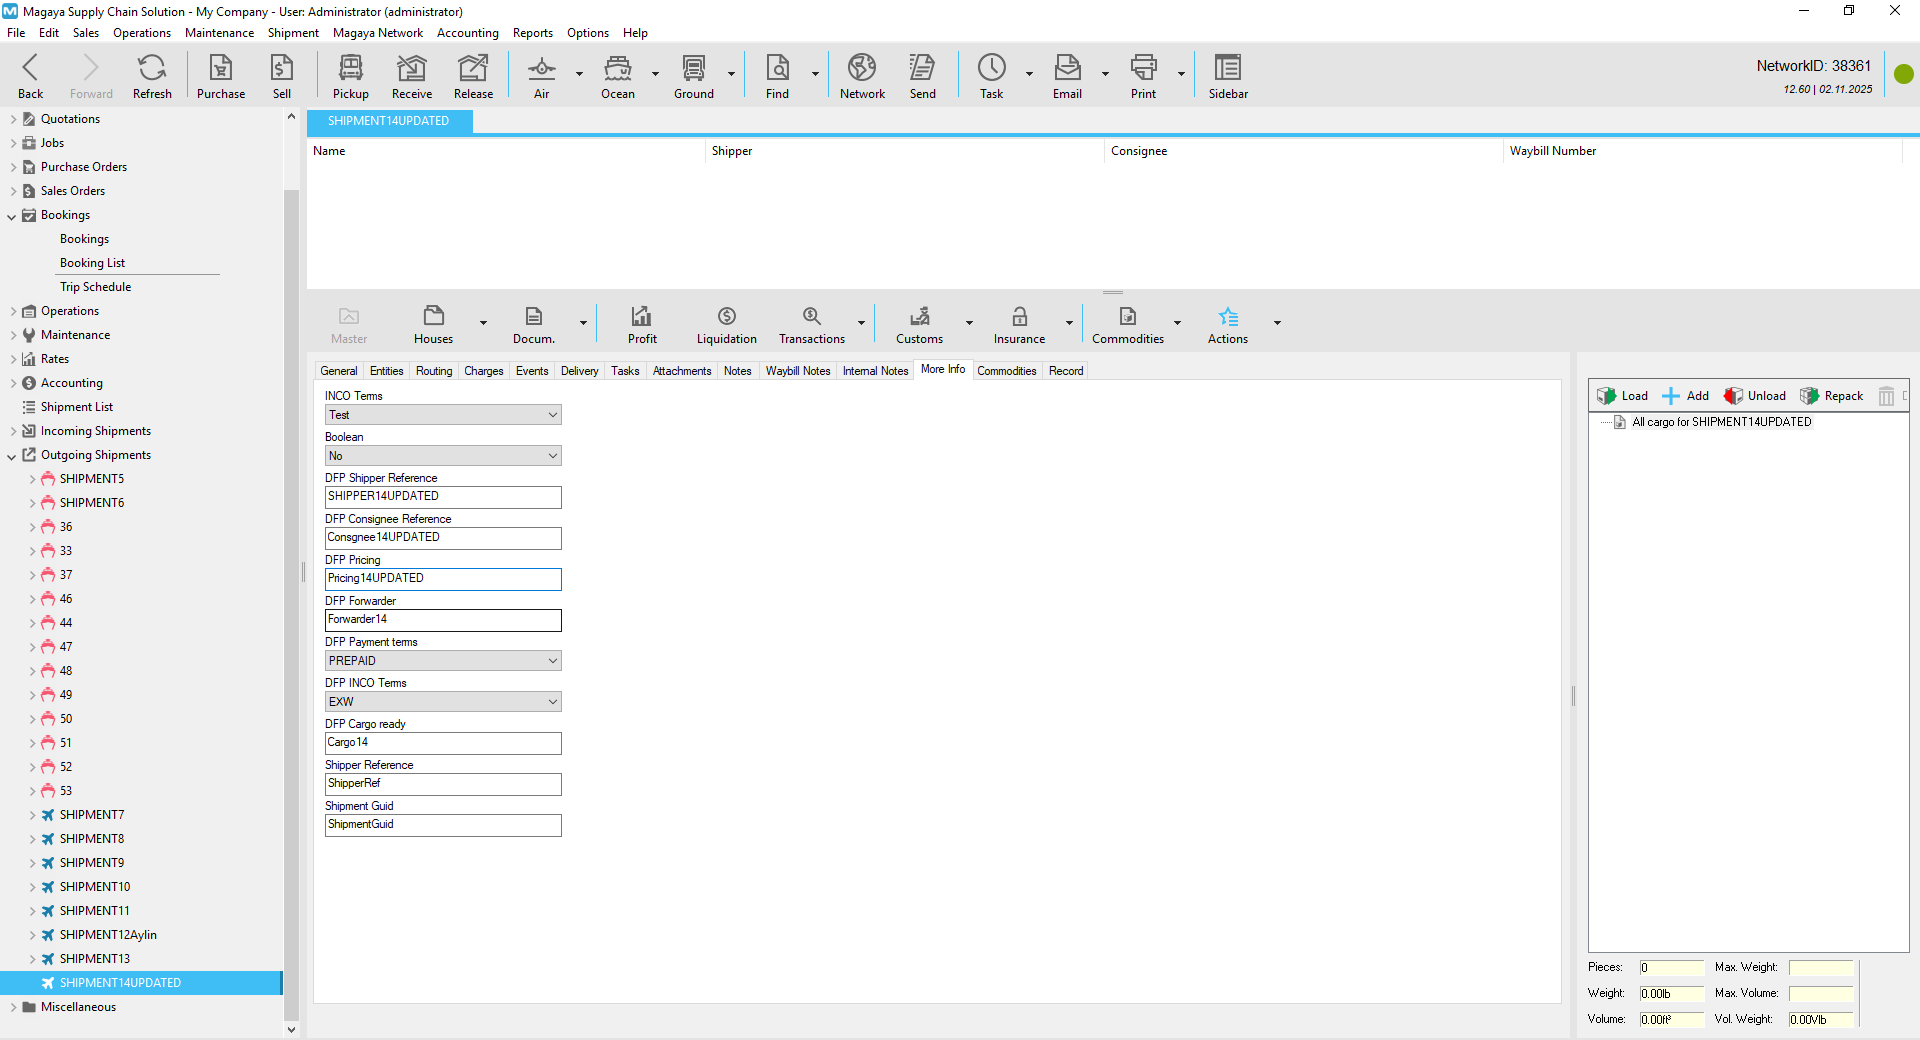 Magaya Supply Chain Solution - My Company - User: Administrator (administrator)
File Edit Sales Operations Maintenance Shipment Magaya Network Accounting Reports Options Help
Back Forward Refresh Purchase Sell Pickup Receive Release Air Ocean Ground Find Network Send Task Email Print Sidebar
NetworkID: 38361
12.60 | 02.11.2025
Quotations
Jobs
Purchase Orders
Sales Orders
Bookings
Bookings
Booking List
Trip Schedule
Operations
Maintenance
Rates
Accounting
Shipment List
Incoming Shipments
Outgoing Shipments
SHIPMENT5
SHIPMENT6
36
33
37
46
44
47
48
49
50
51
52
53
SHIPMENT7
SHIPMENT8
SHIPMENT9
SHIPMENT10
SHIPMENT11
SHIPMENT12Aylin
SHIPMENT13
SHIPMENT14UPDATED
Miscellaneous
SHIPMENT14UPDATED
Name Shipper Consignee Waybill Number
Master Houses Docum. Profit Liquidation Transactions Customs Insurance Commodities Actions
General Entities Routing Charges Events Delivery Tasks Attachments Notes Waybill Notes Internal Notes More Info Commodities Record
INCO Terms
Test
Boolean
No
DFP Shipper Reference
SHIPPER14UPDATED
DFP Consignee Reference
Consgnee14UPDATED
DFP Pricing
Pricing14UPDATED
DFP Forwarder
Forwarder14
DFP Payment terms
PREPAID
DFP INCO Terms
EXW
DFP Cargo ready
Cargo14
Shipper Reference
ShipperRef
Shipment Guid
ShipmentGuid
Load Add Unload Repack
All cargo for SHIPMENT14UPDATED
Pieces: 0 Max. Weight:
Weight: 0.00lb Max. Volume:
Volume: 0.00ft³ Vol. Weight: 0.00Vlb